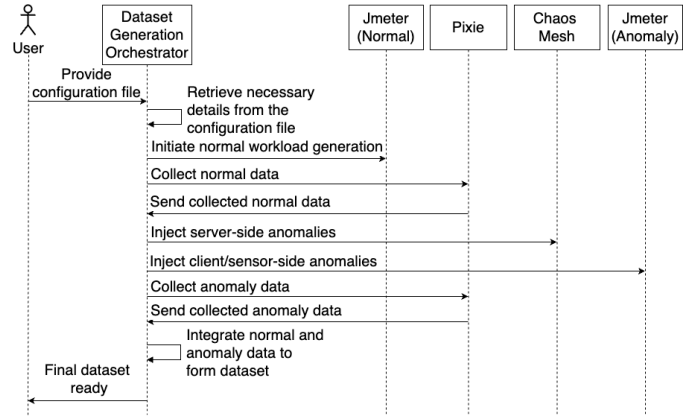 User
Dataset
Generation
Orchestrator
Jmeter
(Normal)
Pixie
Chaos
Mesh
Jmeter
(Anomaly)
Provide
configuration file
Retrieve necessary
details from the
configuration file
Initiate normal workload generation
Collect normal data
Send collected normal data
Inject server-side anomalies
Inject client/sensor-side anomalies
Collect anomaly data
Send collected anomaly data
Integrate normal and
anomaly data to
form dataset
Final dataset
ready